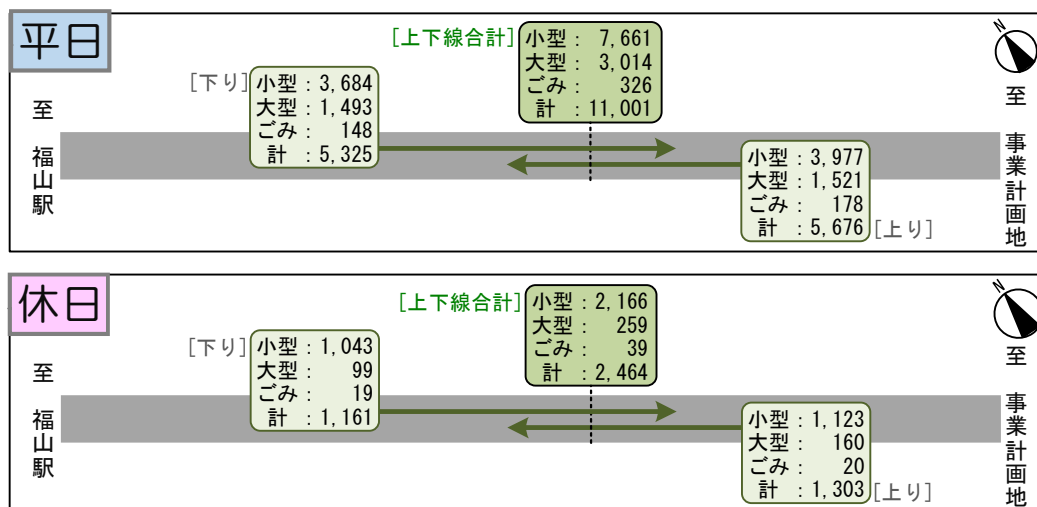 平日
[上下線合計]
小型: 7,661
大型: 3,014
ごみ: 326
計 : 11,001
[下り]
小型: 3,684
大型: 1,493
ごみ: 148
計 : 5,325
小型: 3,977
大型: 1,521
ごみ: 178
計 : 5,676
[上り]
至 福山駅
N
至 事業計画地
休日
[上下線合計]
小型: 2,166
大型: 259
ごみ: 39
計 : 2,464
[下り]
小型: 1,043
大型: 99
ごみ: 19
計 : 1,161
小型: 1,123
大型: 160
ごみ: 20
計 : 1,303
[上り]
至 福山駅
N
至 事業計画地